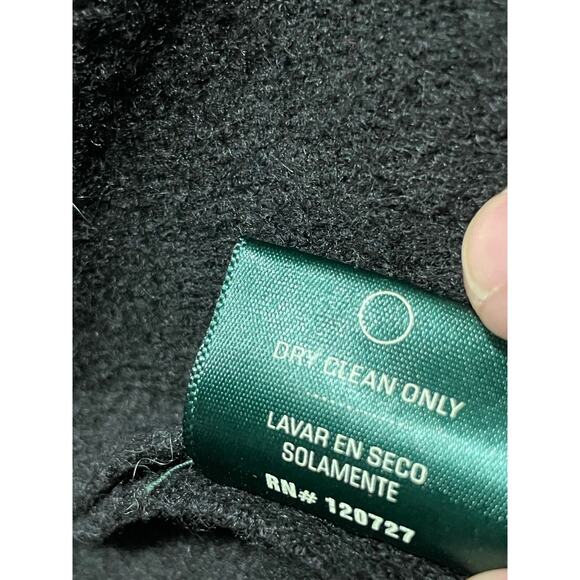 DRY CLEAN ONLY
LAVAR EN SECO
SOLAMENTE
RN# 120727